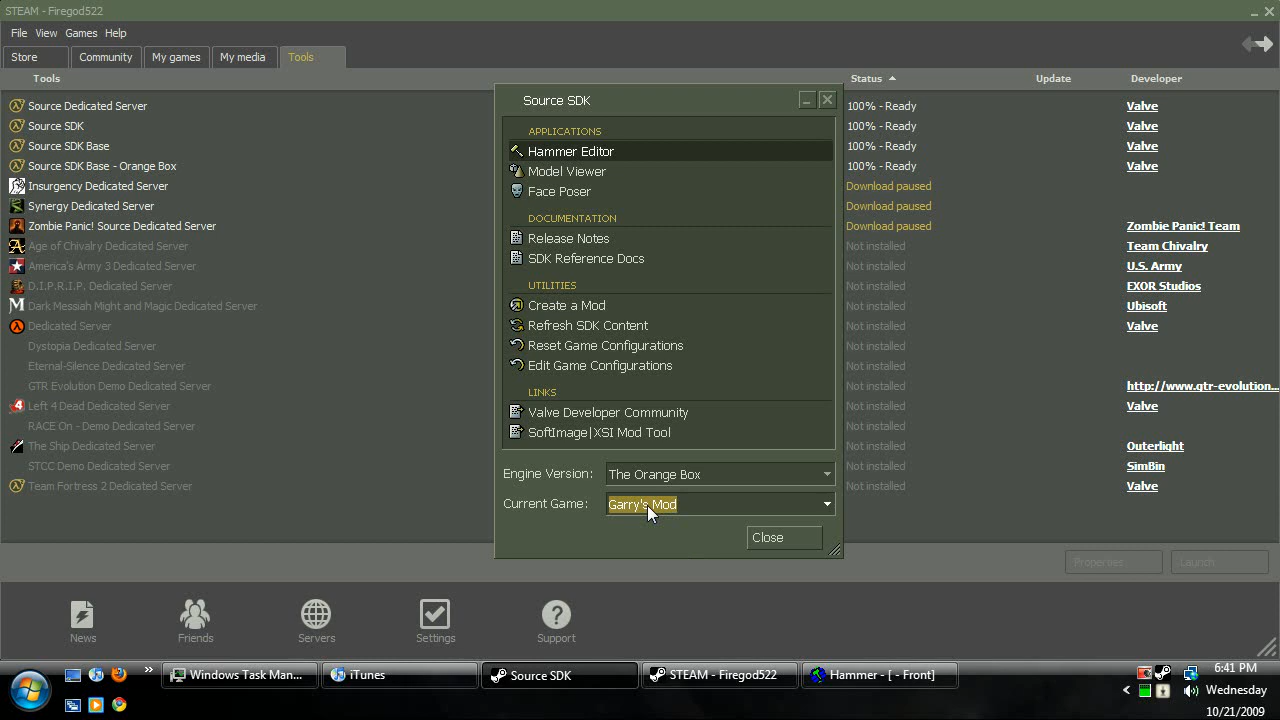 STEAM - Firegod522
File View Games Help
Store Community My games My media Tools
Tools Status Update Developer
Source Dedicated Server 100% - Ready Valve
Source SDK 100% - Ready Valve
Source SDK Base 100% - Ready Valve
Source SDK Base - Orange Box 100% - Ready Valve
Insurgency Dedicated Server Download paused
Synergy Dedicated Server Download paused
Zombie Panic! Source Dedicated Server Download paused Zombie Panic! Team
Age of Chivalry Dedicated Server Not installed Team Chivalry
America's Army 3 Dedicated Server Not installed U.S. Army
D.I.P.R.I.P. Dedicated Server Not installed EXOR Studios
Dark Messiah Might and Magic Dedicated Server Not installed Ubisoft
Dedicated Server Not installed Valve
Dystopia Dedicated Server Not installed
Eternal-Silence Dedicated Server Not installed
GTR Evolution Demo Dedicated Server Not installed http://www.gtr-evolution...
Left 4 Dead Dedicated Server Not installed Valve
RACE On - Demo Dedicated Server Not installed
The Ship Dedicated Server Not installed Outerlight
STCC Demo Dedicated Server Not installed SimBin
Team Fortress 2 Dedicated Server Not installed Valve
Source SDK
APPLICATIONS
Hammer Editor
Model Viewer
Face Poser
DOCUMENTATION
Release Notes
SDK Reference Docs
UTILITIES
Create a Mod
Refresh SDK Content
Reset Game Configurations
Edit Game Configurations
LINKS
Valve Developer Community
SoftImage|XSI Mod Tool
Engine Version: The Orange Box
Current Game: Garry's Mod
Close
Properties Launch
News Friends Servers Settings Support
Windows Task Man... iTunes Source SDK STEAM - Firegod522 Hammer - [ - Front]
6:41 PM
Wednesday
10/21/2009